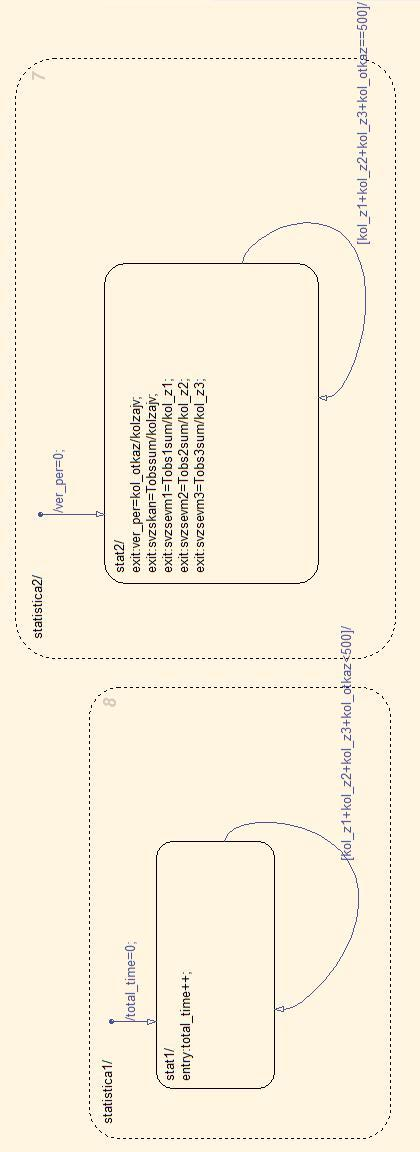 statistica1/
8
/total_time=0;
stat1/
entry:total_time++;
[kol_z1+kol_z2+kol_z3+kol_otkaz<500]/
statistica2/
7
/ver_per=0;
stat2/
exit:ver_per=kol_otkaz/kolzajv;
exit:svzskan=Tobssum/kolzajv;
exit:svzsevm1=Tobs1sum/kol_z1;
exit:svzsevm2=Tobs2sum/kol_z2;
exit:svzsevm3=Tobs3sum/kol_z3;
[kol_z1+kol_z2+kol_z3+kol_otkaz==500]/